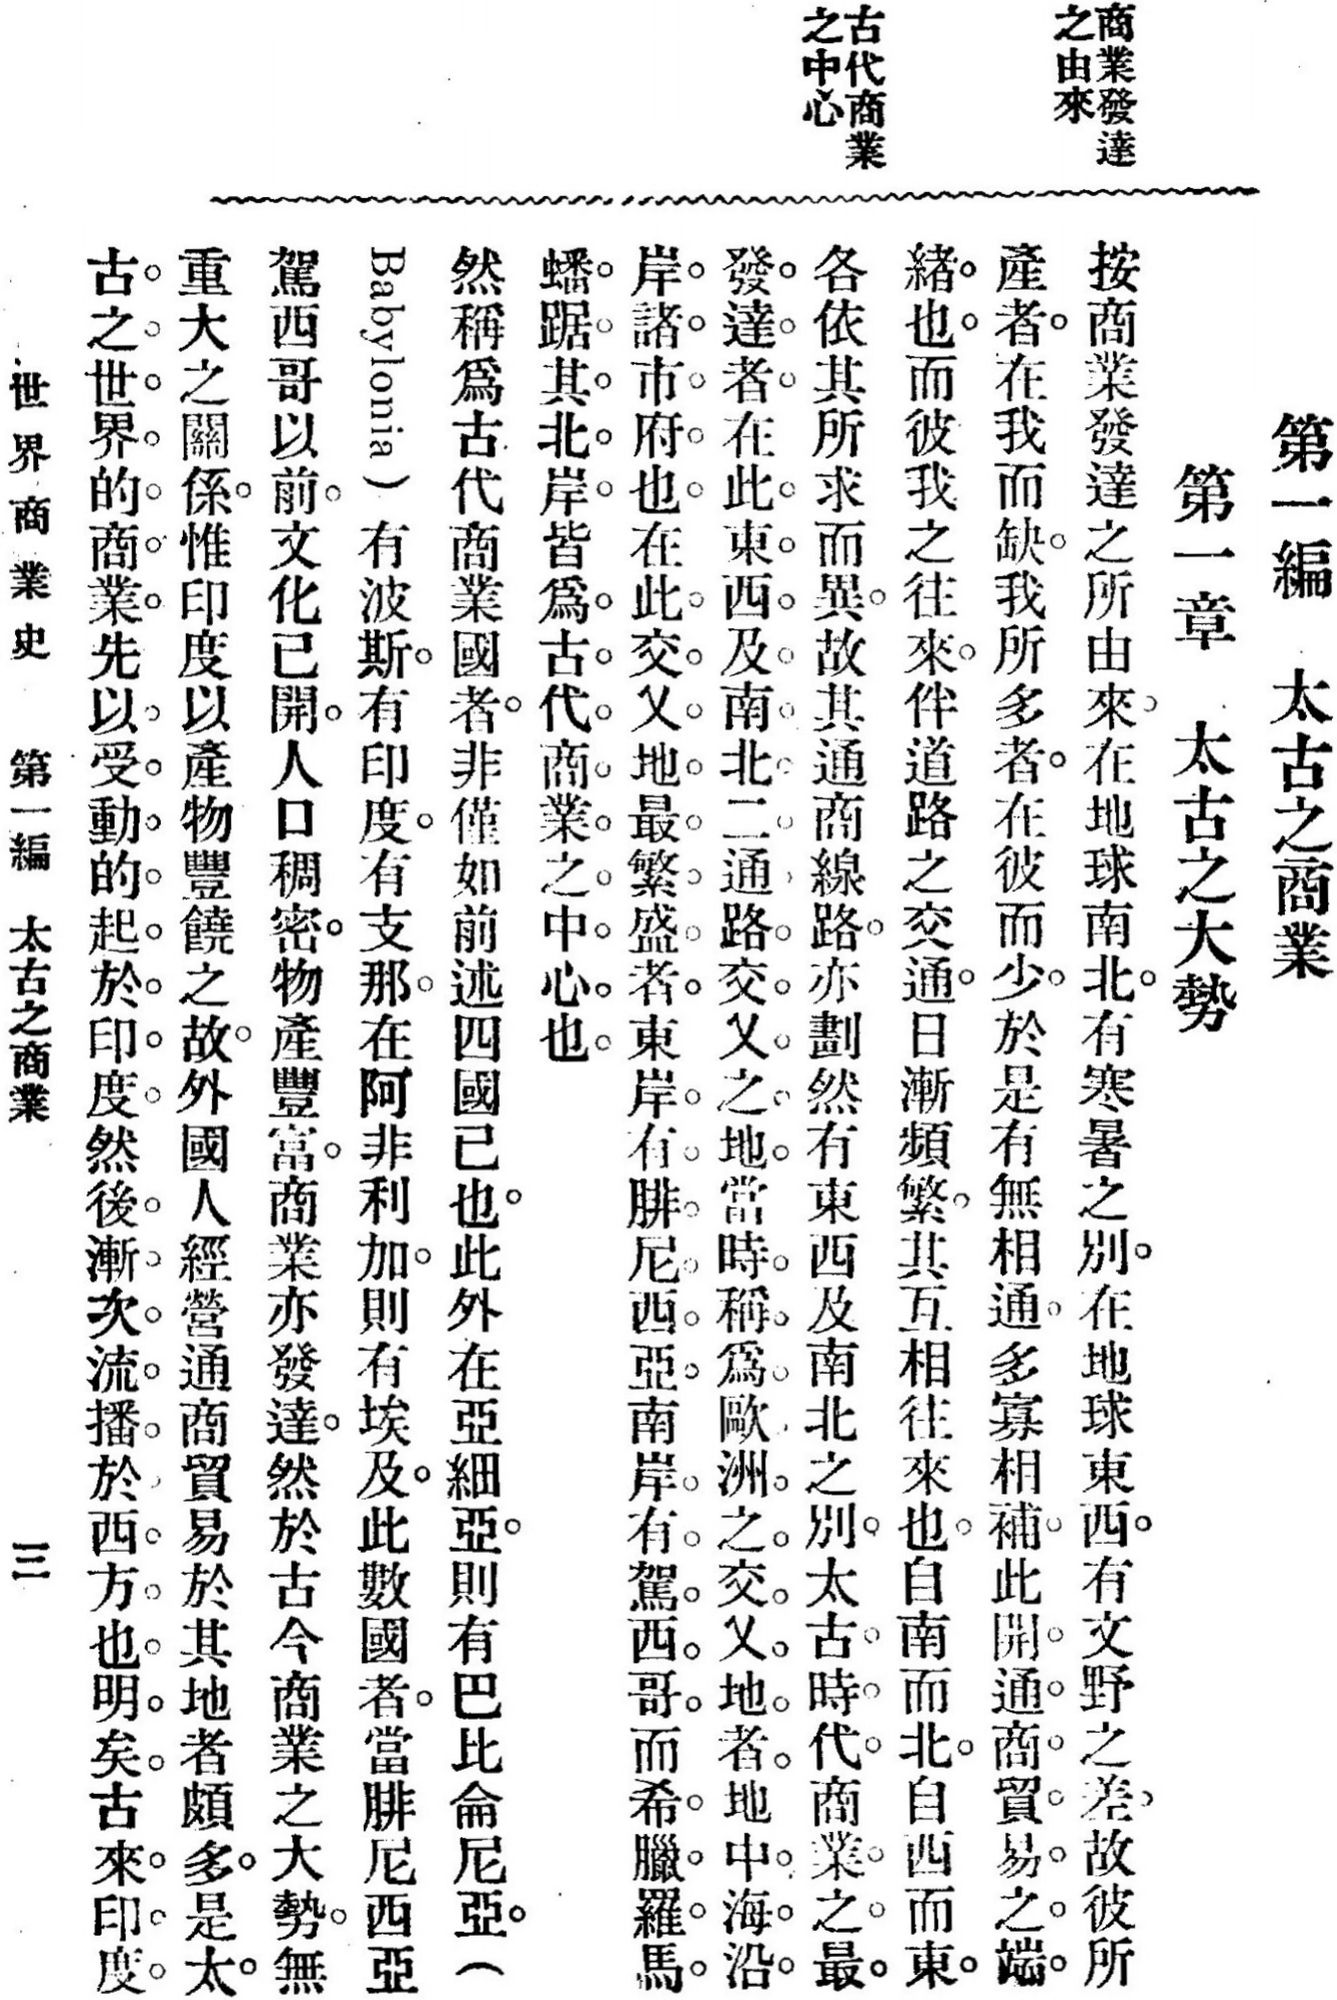 第一編　太古之商業
第一章　太古之大勢
商業發達
之由來
按商業發達之所由來。在地球南北。有寒暑之別。在地球東西。有文野之差。故彼所
產者。在我而缺。我所多者。在彼而少。於是有無相通。多寡相補。此開通商貿易之端
緒也。而彼我之往來。伴道路之交通。日漸頻繁。其互相往來也。自南而北。自西而東。
各依其所求而異。故其通商線路。亦劃然有東西及南北之別。太古時代商業之最
古代商業
之中心
發達者。在此東西及南北二通路交乂之地。當時稱爲歐洲之交乂地者。地中海沿
岸諸市府也。在此交乂地最繁盛者。東岸有腓尼西亞。南岸有駕西哥。而希臘羅馬
蟠踞其北岸。皆爲古代商業之中心也。
然稱爲古代商業國者。非僅如前述四國已也。此外在亞細亞。則有巴比侖尼亞。(
Babylonia) 有波斯。有印度。有支那。在阿非利加。則有埃及。此數國者。當腓尼西亞
駕西哥以前。文化已開。人口稠密。物產豐富。商業亦發達。然於古今商業之大勢。無
重大之關係。惟印度以產物豐饒之故。外國人經營通商貿易於其地者頗多。是太。
古之世界的商業。先以受動的起於印度。然後漸次流播於西方也明矣。古來印度
世界商業史　第一編　太古之商業　三